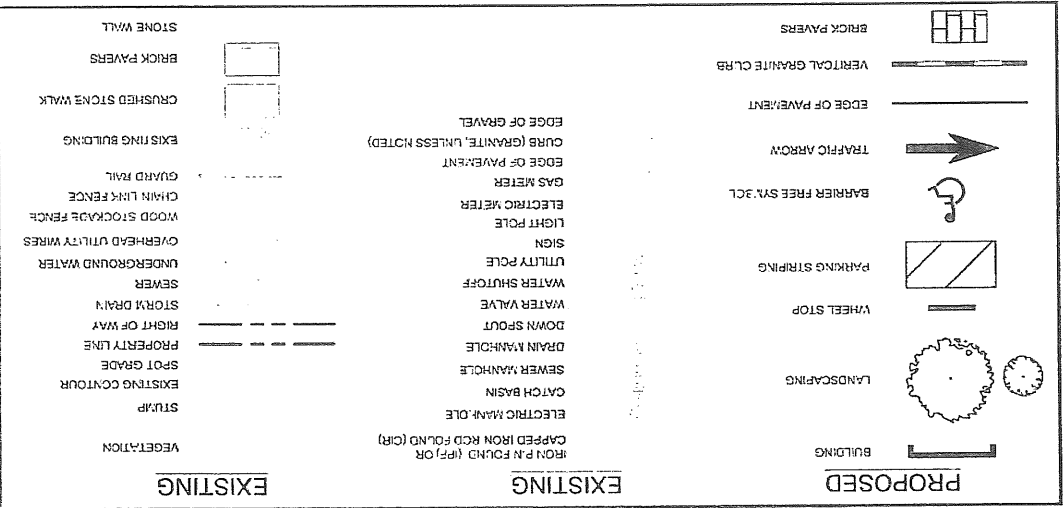 PROPOSED
BUILDING
LANDSCAPING
WHEEL STOP
PARKING STRIPING
BARRIER FREE SYMBOL
TRAFFIC ARROW
EDGE OF PAVEMENT
VERITCAL GRANITE CURB
BRICK PAVERS
EXISTING
IRON PIN FOUND (IPF) OR
CAPPED IRON ROD FOUND (CIR)
ELECTRIC MANHOLE
CATCH BASIN
SEWER MANHOLE
DRAIN MANHOLE
DOWN SPOUT
WATER VALVE
WATER SHUTOFF
UTILITY POLE
SIGN
LIGHT POLE
ELECTRIC METER
GAS METER
EDGE OF PAVEMENT
CURB (GRANITE, UNLESS NOTED)
EDGE OF GRAVEL
EXISTING
VEGETATION
STUMP
EXISTING CONTOUR
SPOT GRADE
PROPERTY LINE
RIGHT OF WAY
STORM DRAIN
SEWER
UNDERGROUND WATER
OVERHEAD UTILITY WIRES
WOOD STOCKADE FENCE
CHAIN LINK FENCE
GUARD RAIL
EXISTING BUILDING
CRUSHED STONE WALK
BRICK PAVERS
STONE WALL